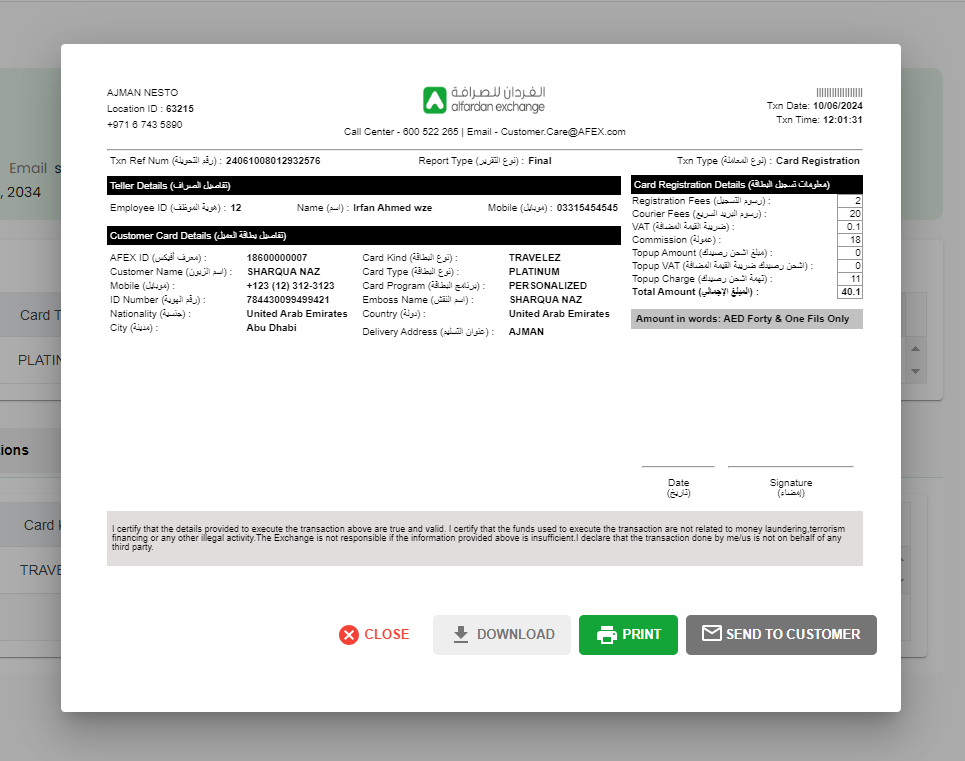 AJMAN NESTO
Location ID : 63215
+971 6 743 5890
الفردان للصرافة
alfardan exchange
Call Center - 600 522 265 | Email - Customer.Care@AFEX.com
Txn Date: 10/06/2024
Txn Time: 12:01:31
Txn Ref Num (رقم التحويلة) : 24061008012932576
Report Type (نوع التقرير) : Final
Txn Type (نوع المعاملة) : Card Registration
Teller Details (تفاصيل الصراف)
Employee ID (هوية الموظف) : 12
Name (اسم) : Irfan Ahmed wze
Mobile (موبايل) : 03315454545
Customer Card Details (تفاصيل بطاقة العميل)
AFEX ID (معرف أفيكس) : 18600000007
Customer Name (اسم الزبون) : SHARQUA NAZ
Mobile (موبايل) : +123 (12) 312-3123
ID Number (رقم الهوية) : 784430099499421
Nationality (جنسية) : United Arab Emirates
City (مدينة) : Abu Dhabi
Card Kind (نوع البطاقة) : TRAVELEZ
Card Type (نوع البطاقة) : PLATINUM
Card Program (برنامج البطاقة) : PERSONALIZED
Emboss Name (اسم النقش) : SHARQUA NAZ
Country (دولة) : United Arab Emirates
Delivery Address (عنوان التسليم) : AJMAN
Card Registration Details (معلومات تسجيل البطاقة)
Registration Fees (رسوم التسجيل) : 2
Courier Fees (رسوم البريد السريع) : 20
VAT (ضريبة القيمة المضافة) : 0.1
Commission (عمولة) : 18
Topup Amount (مبلغ اشحن رصيدك) : 0
Topup VAT (اشحن رصيدك ضريبة القيمة المضافة) : 0
Topup Charge (تهمة اشحن رصيدك) : 11
Total Amount (المبلغ الإجمالي) : 40.1
Amount in words: AED Forty & One Fils Only
Date
(تاريخ)
Signature
(إمضاء)
I certify that the details provided to execute the transaction above are true and valid. I certify that the funds used to execute the transaction are not related to money laundering,terrorism
financing or any other illegal activity.The Exchange is not responsible if the information provided above is insufficient.I declare that the transaction done by me/us is not on behalf of any
third party.
CLOSE
DOWNLOAD
PRINT
SEND TO CUSTOMER
Email
, 2034
Card T
PLATIN
ions
Card
TRAVE